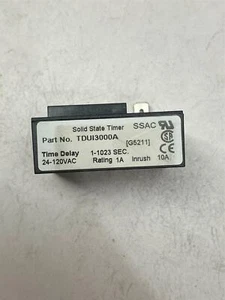 Solid State Timer SSAC
Part No. TDUI3000A
[G5211]
Time Delay 1-1023 SEC.
24-120VAC Rating 1A Inrush 10A